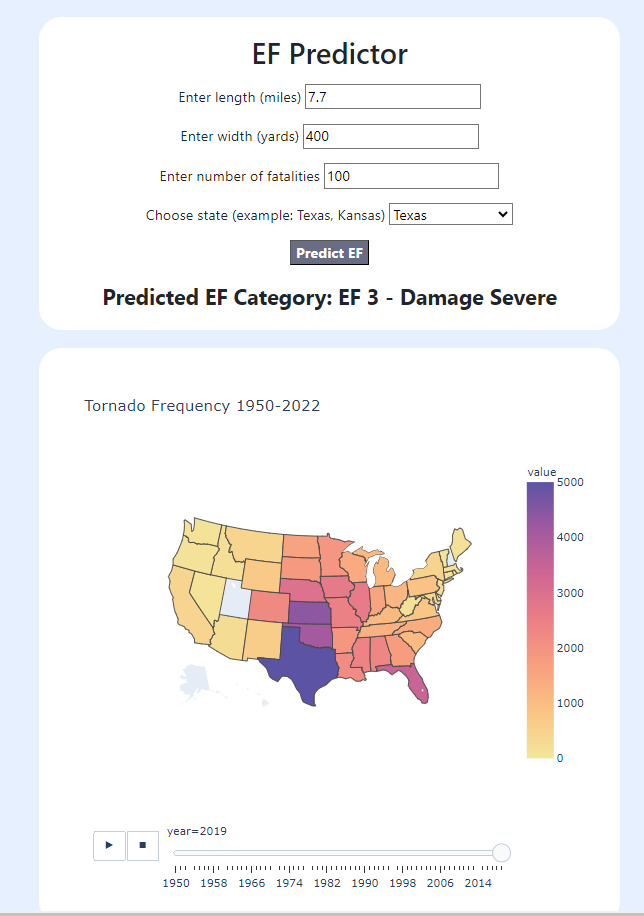 EF Predictor
Enter length (miles) 7.7
Enter width (yards) 400
Enter number of fatalities 100
Choose state (example: Texas, Kansas) Texas
Predict EF
Predicted EF Category: EF 3 - Damage Severe
Tornado Frequency 1950-2022
value
5000
4000
3000
2000
1000
0
year=2019
1950 1958 1966 1974 1982 1990 1998 2006 2014